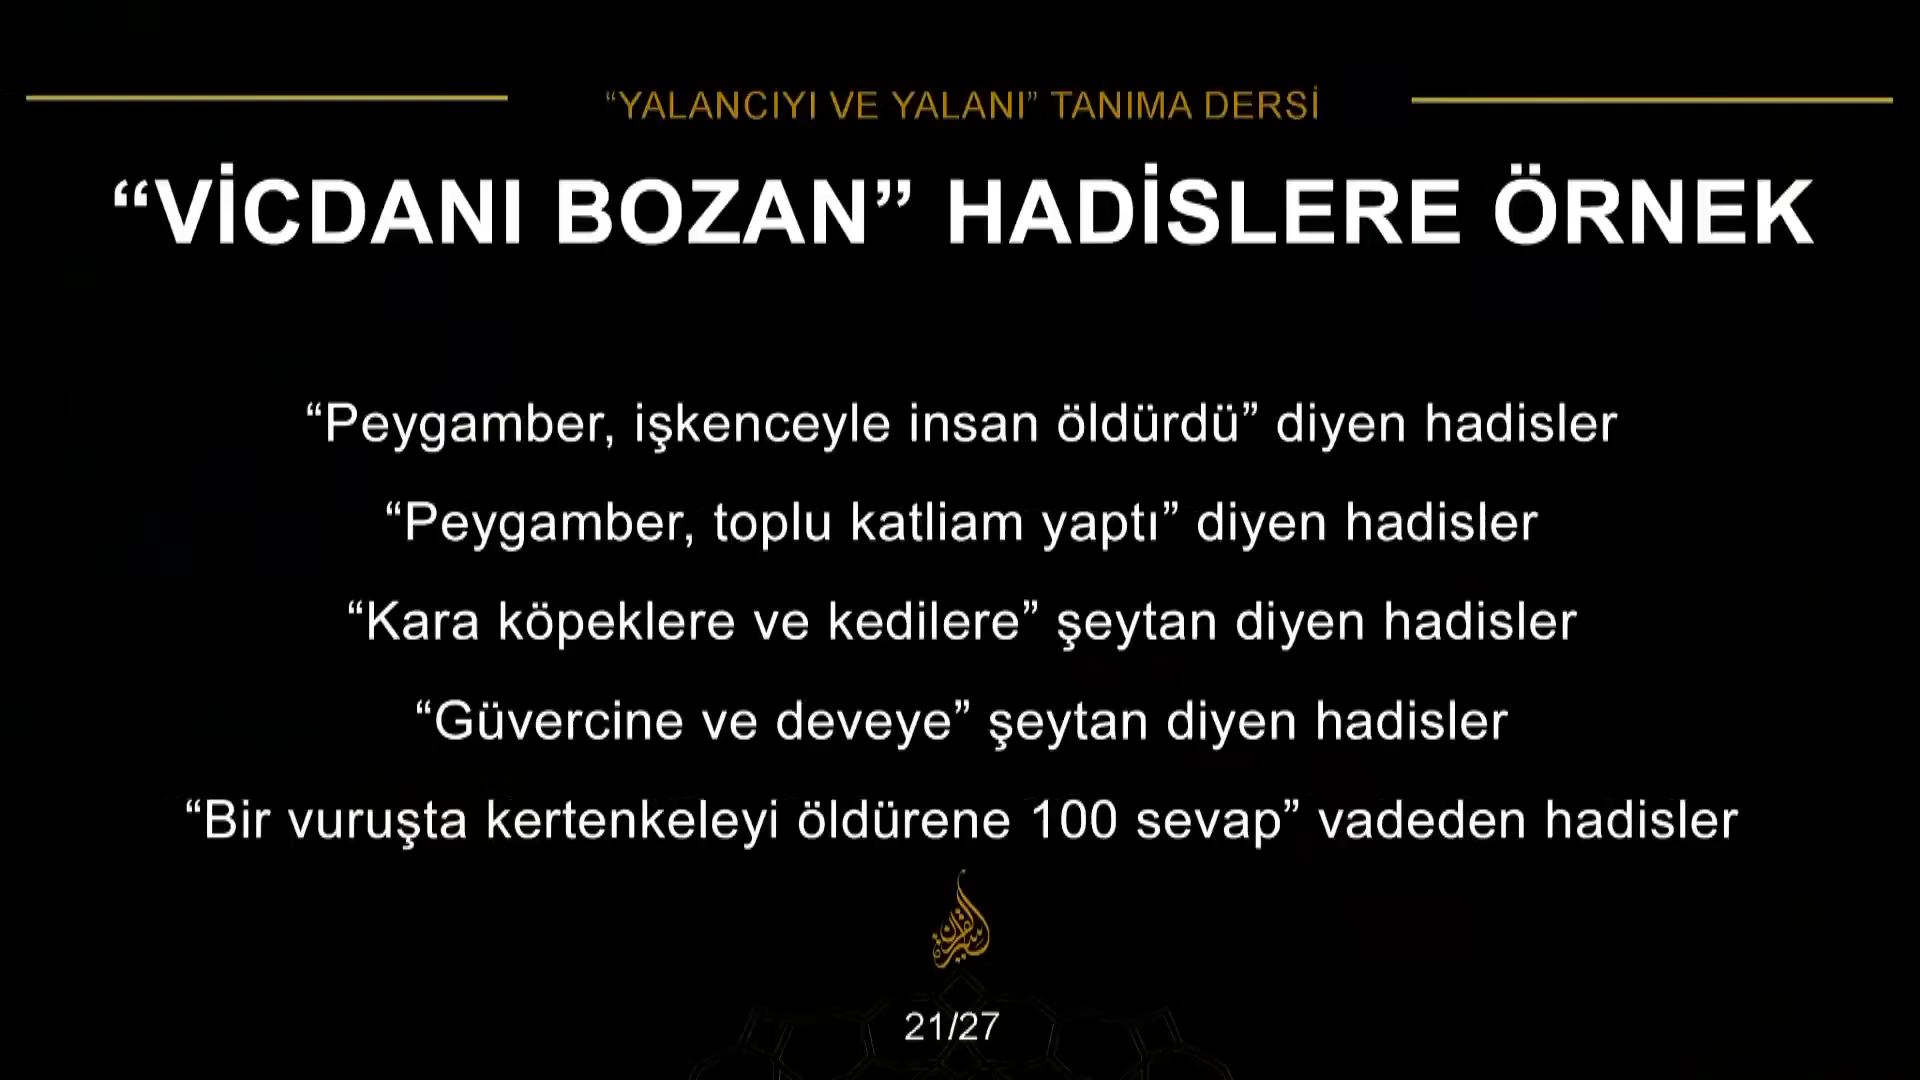 “YALANCIYI VE YALANI” TANIMA DERSİ
“VİCDANI BOZAN” HADİSLERE ÖRNEK
“Peygamber, işkenceyle insan öldürdü” diyen hadisler
“Peygamber, toplu katliam yaptı” diyen hadisler
“Kara köpeklere ve kedilere” şeytan diyen hadisler
“Güvercine ve deveye” şeytan diyen hadisler
“Bir vuruşta kertenkeleyi öldürene 100 sevap” vadeden hadisler
21/27